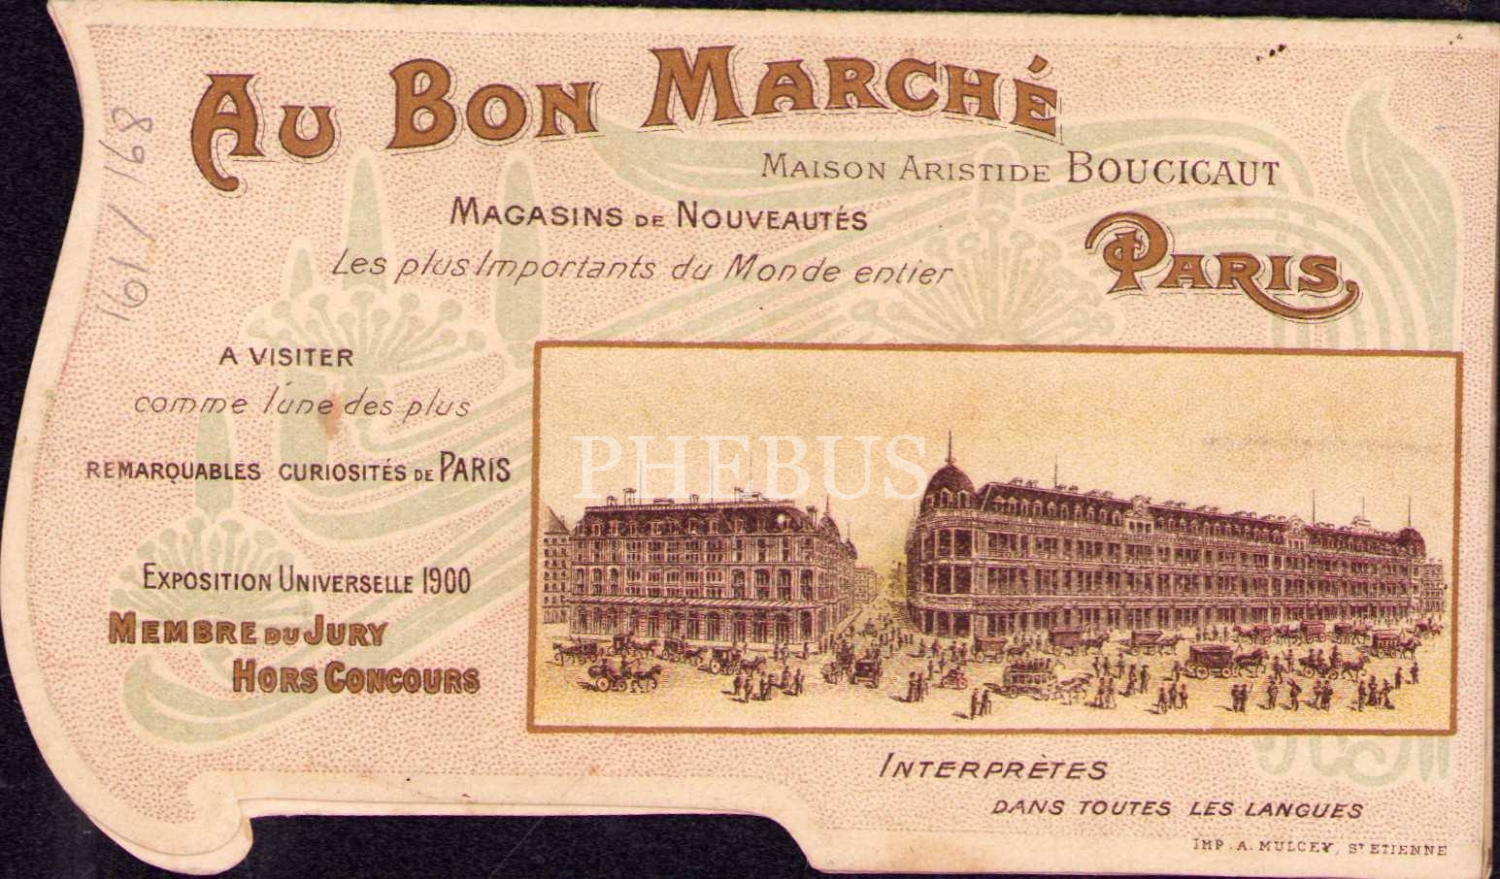 AU BON MARCHÉ
MAISON ARISTIDE BOUCICAUT
MAGASINS DE NOUVEAUTÉS
Les plus Importants du Monde entier
PARIS.
A VISITER
comme l'une des plus
REMARQUABLES CURIOSITÉS DE PARIS
PHEBUS
EXPOSITION UNIVERSELLE 1900
MEMBRE DU JURY
HORS CONCOURS
INTERPRÈTES
DANS TOUTES LES LANGUES
IMP. A. MULCEY, ST ETIENNE